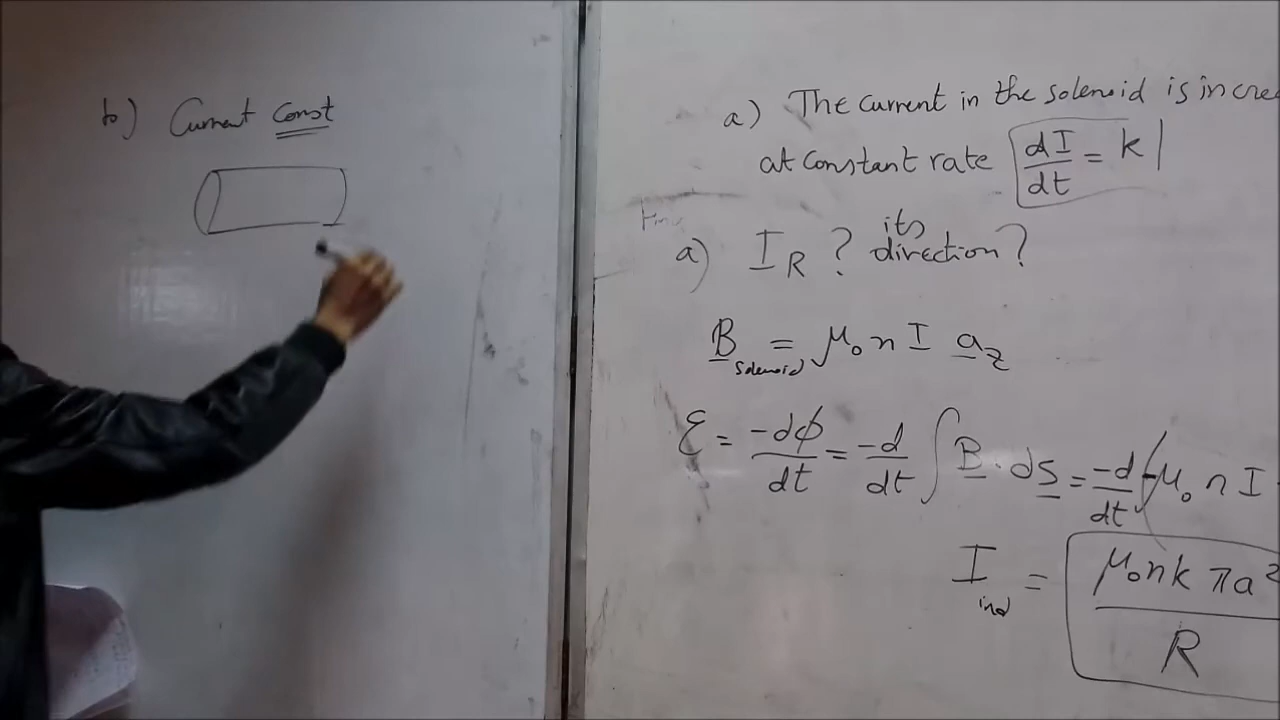 b) Current const
a) The current in the solenoid is increa
at constant rate dI/dt = k
a) I_R ? its direction?
B_solenoid = μ₀ n I a_z
ε = -dφ/dt = -d/dt ∫ B . ds = -d/dt ∫ μ₀ n I
I_ind = μ₀nk πa² / R